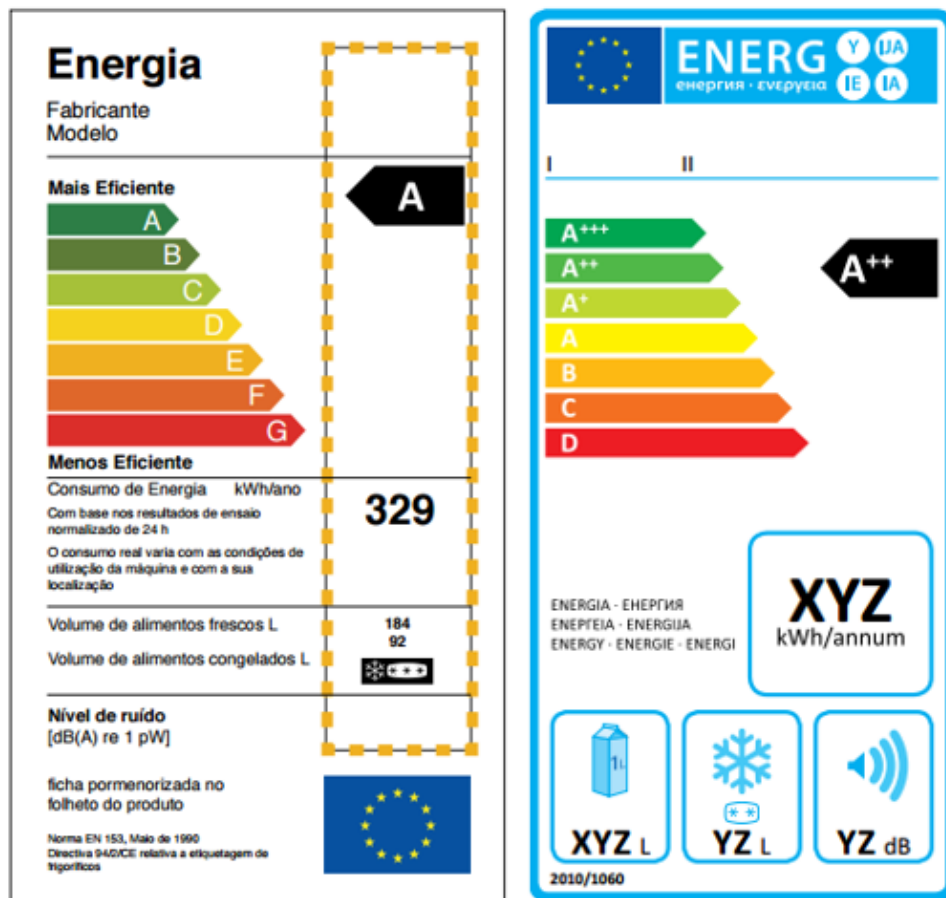 Energia
Fabricante
Modelo
Mais Eficiente
A
A
B
C
D
E
F
G
Menos Eficiente
Consumo de Energia kWh/ano
329
Com base nos resultados de ensaio
normalizado de 24 h
O consumo real varia com as condições de
utilização da máquina e com a sua
localização
Volume de alimentos frescos L 184
92
Volume de alimentos congelados L
Nível de ruído
[dB(A) re 1 pW]
ficha pormenorizada no
folheto do produto
Norma EN 153, Maio de 1990
Directiva 94/2/CE relativa a etiquetagem de
frigoríficos
ENERG Y IJA
енергия · ενεργεια IE IA
I II
A+++
A++
A++
A+
A
B
C
D
XYZ
kWh/annum
ENERGIA · ЕНЕРГИЯ
ΕΝΕΡΓΕΙΑ · ENERGIJA
ENERGY · ENERGIE · ENERGI
1L
XYZ L
YZ L
YZ dB
2010/1060